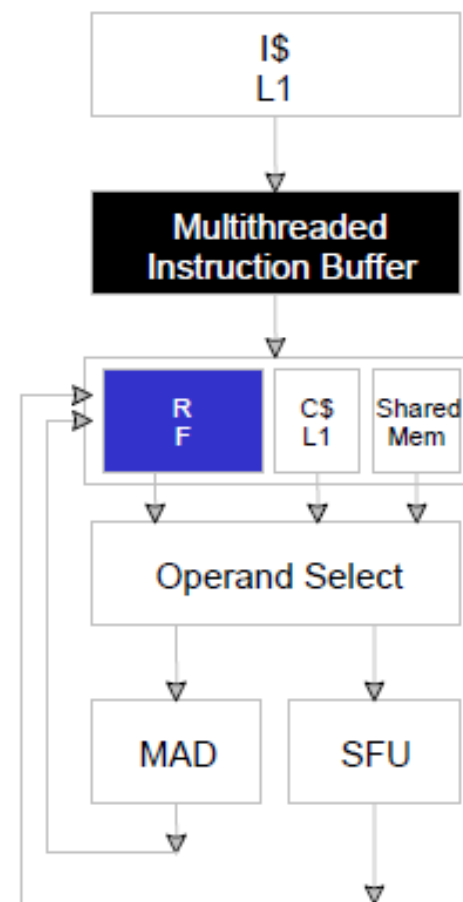 I$
L1
Multithreaded
Instruction Buffer
R
F
C$
L1
Shared
Mem
Operand Select
MAD
SFU